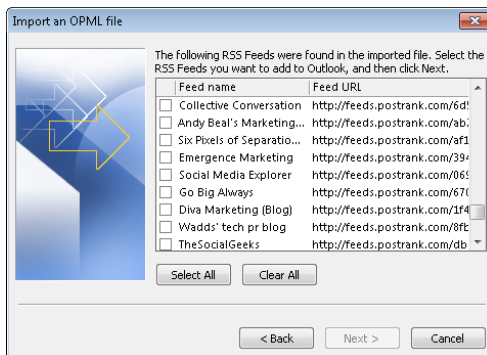 Import an OPML file
The following RSS Feeds were found in the imported file. Select the
RSS Feeds you want to add to Outlook, and then click Next.
Feed name Feed URL
Collective Conversation http://feeds.postrank.com/6d5
Andy Beal's Marketing... http://feeds.postrank.com/ab2
Six Pixels of Separatio... http://feeds.postrank.com/af1
Emergence Marketing http://feeds.postrank.com/394
Social Media Explorer http://feeds.postrank.com/069
Go Big Always http://feeds.postrank.com/670
Diva Marketing (Blog) http://feeds.postrank.com/1f4
Wadds' tech pr blog http://feeds.postrank.com/8fb
TheSocialGeeks http://feeds.postrank.com/db
Select All Clear All
< Back Next > Cancel